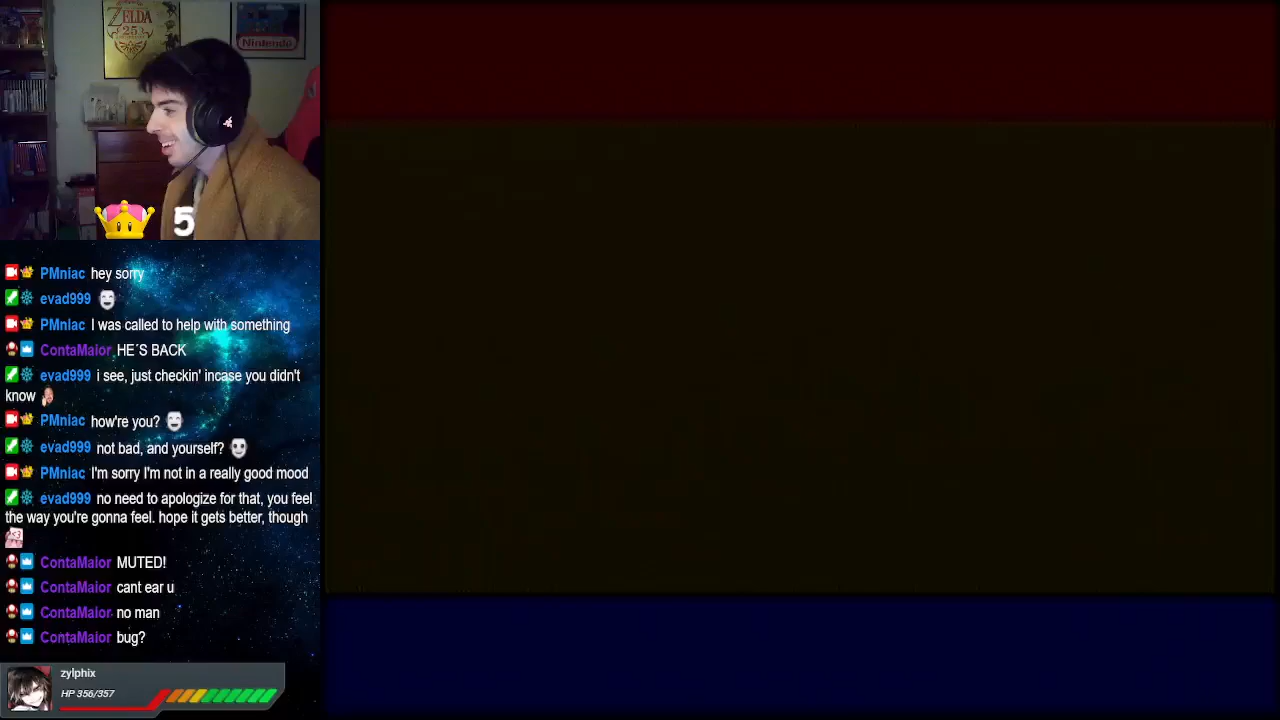 ZELDA
25
Nintendo
5
PMniac hey sorry
evad999
PMniac I was called to help with something
ContaMaior HE´S BACK
evad999 i see, just checkin' incase you didn't
know
PMniac how're you?
evad999 not bad, and yourself?
PMniac I'm sorry I'm not in a really good mood
evad999 no need to apologize for that, you feel
the way you're gonna feel. hope it gets better, though
ContaMaior MUTED!
ContaMaior cant ear u
ContaMaior no man
ContaMaior bug?
zylphix
HP 356/357